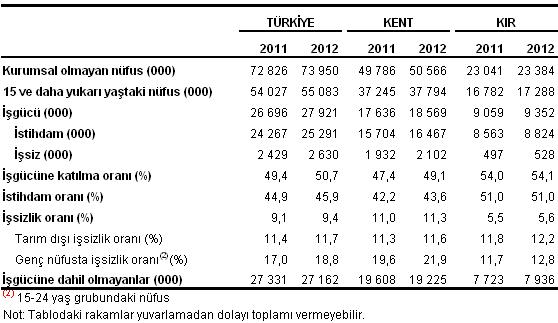 TÜRKİYE KENT KIR
2011 2012 2011 2012 2011 2012
Kurumsal olmayan nüfus (000) 72 826 73 950 49 786 50 566 23 041 23 384
15 ve daha yukarı yaştaki nüfus (000) 54 027 55 083 37 245 37 794 16 782 17 288
İşgücü (000) 26 696 27 921 17 636 18 569 9 059 9 352
İstihdam (000) 24 267 25 291 15 704 16 467 8 563 8 824
İşsiz (000) 2 429 2 630 1 932 2 102 497 528
İşgücüne katılma oranı (%) 49,4 50,7 47,4 49,1 54,0 54,1
İstihdam oranı (%) 44,9 45,9 42,2 43,6 51,0 51,0
İşsizlik oranı (%) 9,1 9,4 11,0 11,3 5,5 5,6
Tarım dışı işsizlik oranı (%) 11,4 11,7 11,3 11,6 11,8 12,2
Genç nüfusta işsizlik oranı(2)(%) 17,0 18,8 19,6 21,9 11,7 12,8
İşgücüne dahil olmayanlar (000) 27 331 27 162 19 608 19 225 7 723 7 936
(2) 15-24 yaş grubundaki nüfus
Not: Tablodaki rakamlar yuvarlamadan dolayı toplamı vermeyebilir.